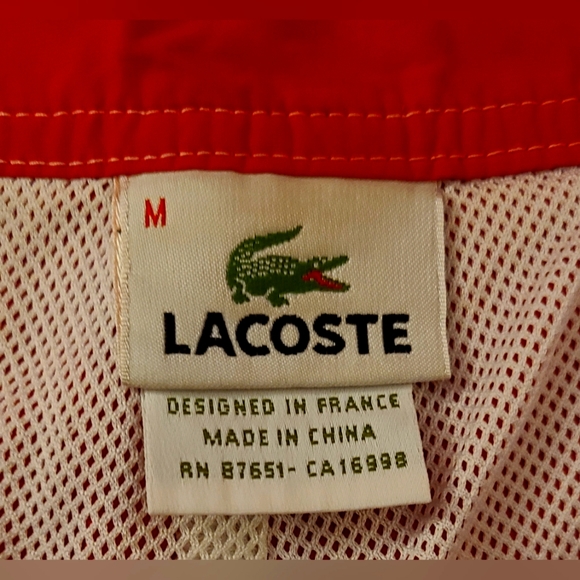 M
LACOSTE
DESIGNED IN FRANCE
MADE IN CHINA
RN 87651- CA16998